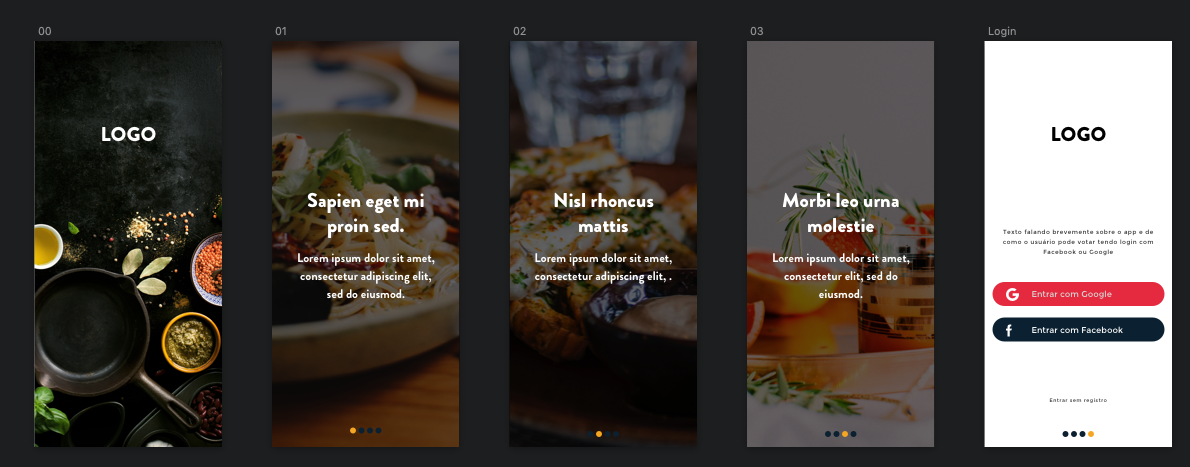 00
01
02
03
Login
LOGO
Sapien eget mi
proin sed.
Lorem ipsum dolor sit amet,
consectetur adipiscing elit,
sed do eiusmod.
Nisl rhoncus
mattis
Lorem ipsum dolor sit amet,
consectetur adipiscing elit, .
Morbi leo urna
molestie
Lorem ipsum dolor sit amet,
consectetur elit, sed do
eiusmod.
LOGO
Texto falando brevemente sobre o app e de
como o usuário pode votar tendo login com
Facebook ou Google
Entrar com Google
Entrar com Facebook
Entrar sem registro